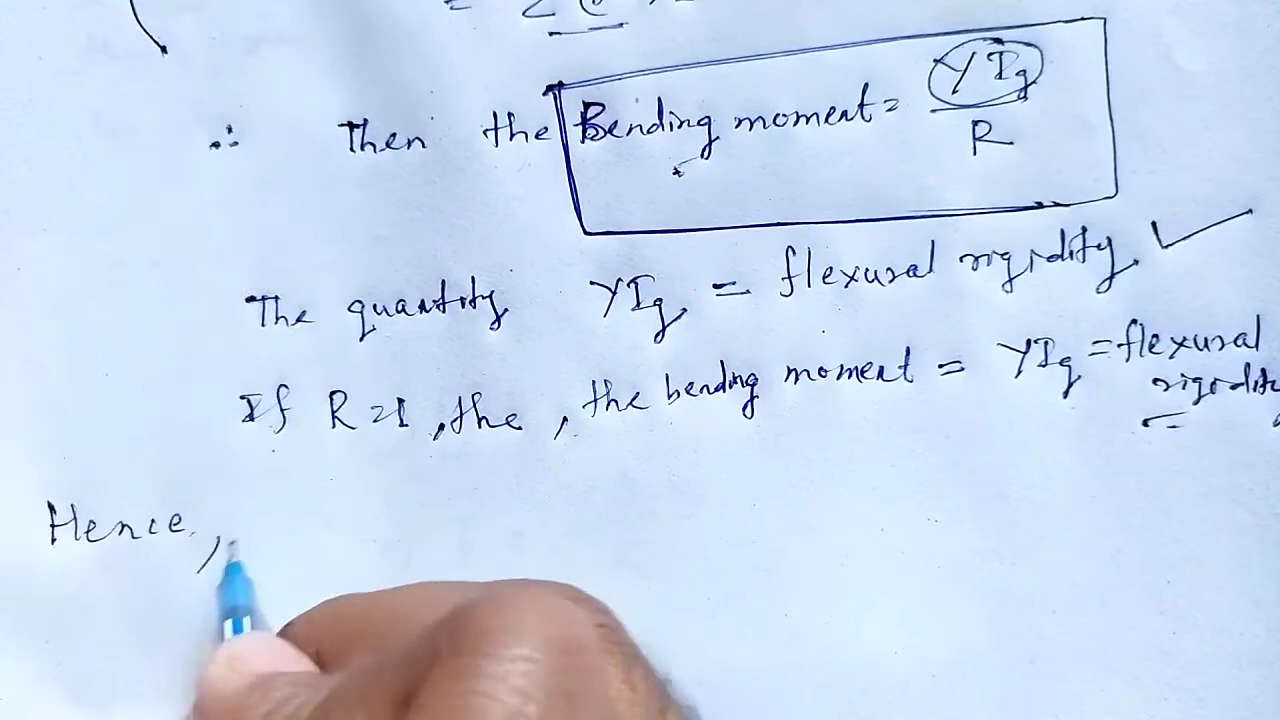 ∴ Then the Bending moment = YIg / R
The quantity YIg = flexural rigidity.
If R=1, the, the bending moment = YIg = flexural
rigidity
Hence,